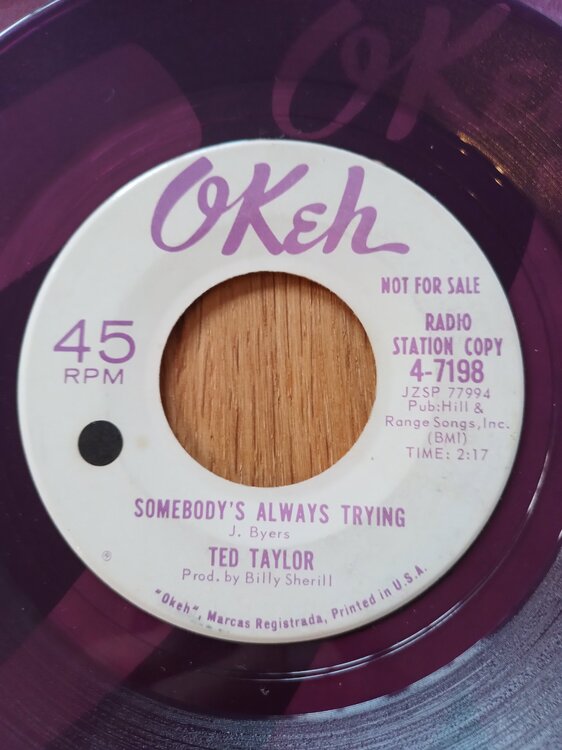 OKeh
NOT FOR SALE
45
RPM
RADIO
STATION COPY
4-7198
JZSP 77994
Pub: Hill &
Range Songs, Inc.
(BMI)
TIME: 2:17
SOMEBODY'S ALWAYS TRYING
J. Byers
TED TAYLOR
Prod. by Billy Sherill
"Okeh", Marcas Registrada, Printed in U.S.A.